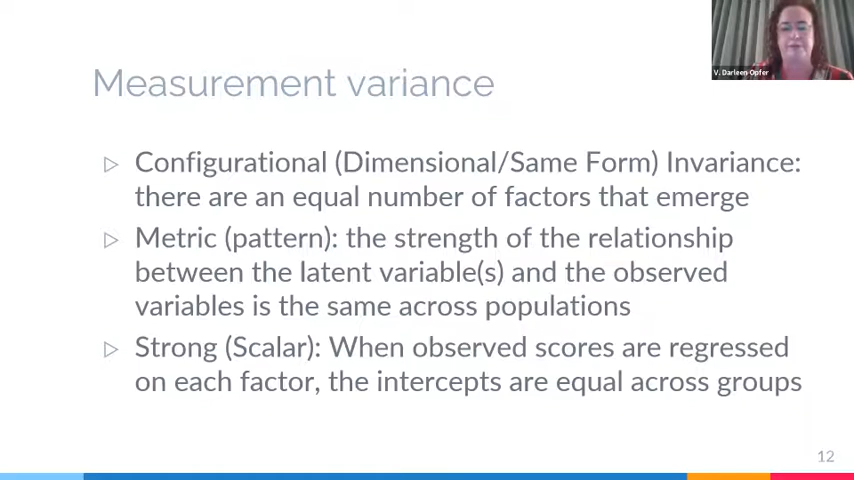 V. Darleen Opfer
Measurement variance
Configurational (Dimensional/Same Form) Invariance:
there are an equal number of factors that emerge
Metric (pattern): the strength of the relationship
between the latent variable(s) and the observed
variables is the same across populations
Strong (Scalar): When observed scores are regressed
on each factor, the intercepts are equal across groups
12